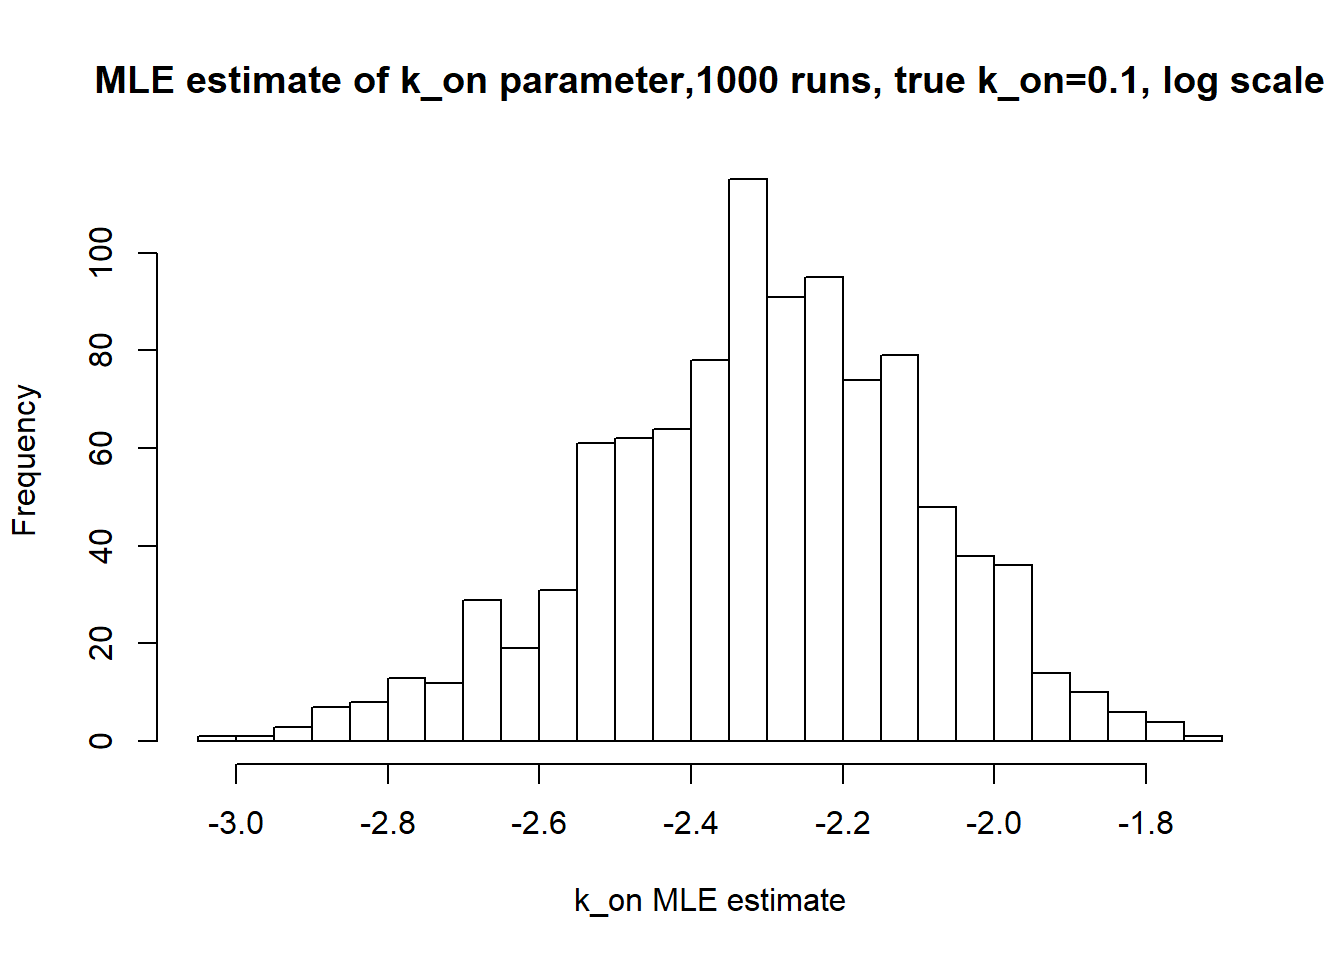 MLE estimate of k_on parameter,1000 runs, true k_on=0.1, log scale
Frequency
100
80
60
40
20
0
-3.0 -2.8 -2.6 -2.4 -2.2 -2.0 -1.8
k_on MLE estimate